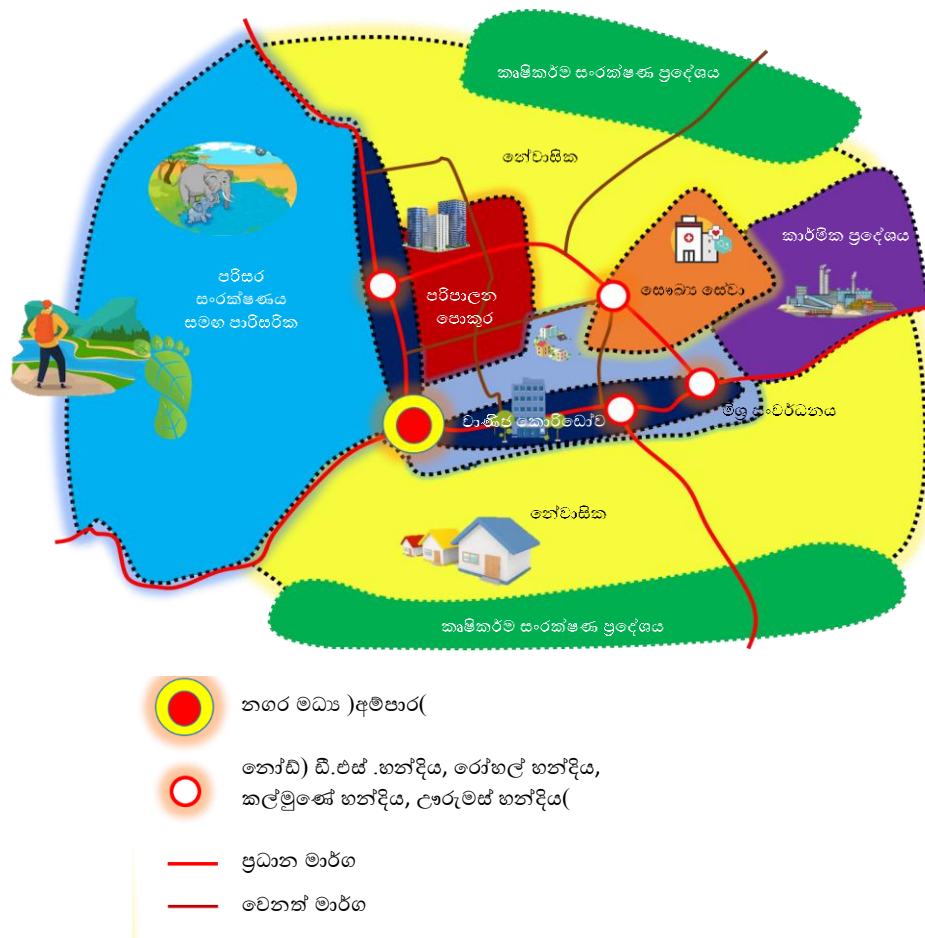 කෘෂිකර්ම සංරක්ෂණ ප්‍රදේශය
නේවාසික
කාර්මික ප්‍රදේශය
පරිසර
සංරක්ෂණය
සමඟ පාරිසරික
පරිපාලන
පොකුර
සෞඛ්‍ය සේවා
මිශ්‍ර සංවර්ධනය
වාණිජ කොරිඩෝව
නේවාසික
කෘෂිකර්ම සංරක්ෂණ ප්‍රදේශය
නගර මධ්‍ය )අම්පාර(
නෝඩ්) ඩී.එස් .හන්දිය, රෝහල් හන්දිය,
කල්මුණේ හන්දිය, ඌරුමස් හන්දිය(
ප්‍රධාන මාර්ග
වෙනත් මාර්ග